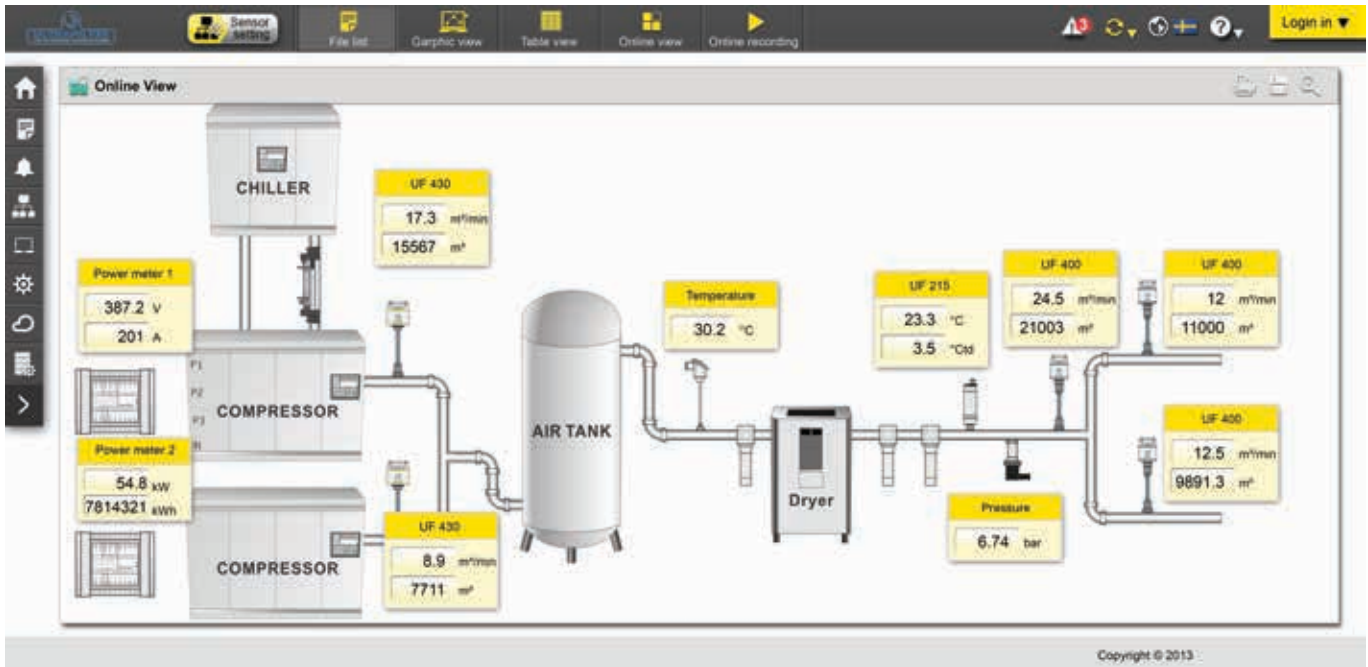 Sensor
setting
File list
Garphic view
Table view
Online view
Online recording
3
Login in
Online View
CHILLER
UF 430
17.3 m³/min
15567 m³
Power meter 1
387.2 V
201 A
P1
P2
P3
COMPRESSOR
Power meter 2
54.8 kW
7814321 kWh
COMPRESSOR
UF 430
8.9 m³/min
7711 m³
AIR TANK
Temperature
30.2 °C
Dryer
UF 215
23.3 °C
3.5 °Ctd
Pressure
6.74 bar
UF 400
24.5 m³/min
21003 m³
UF 400
12 m³/min
11000 m³
UF 400
12.5 m³/min
9891.3 m³
Copyright © 2013